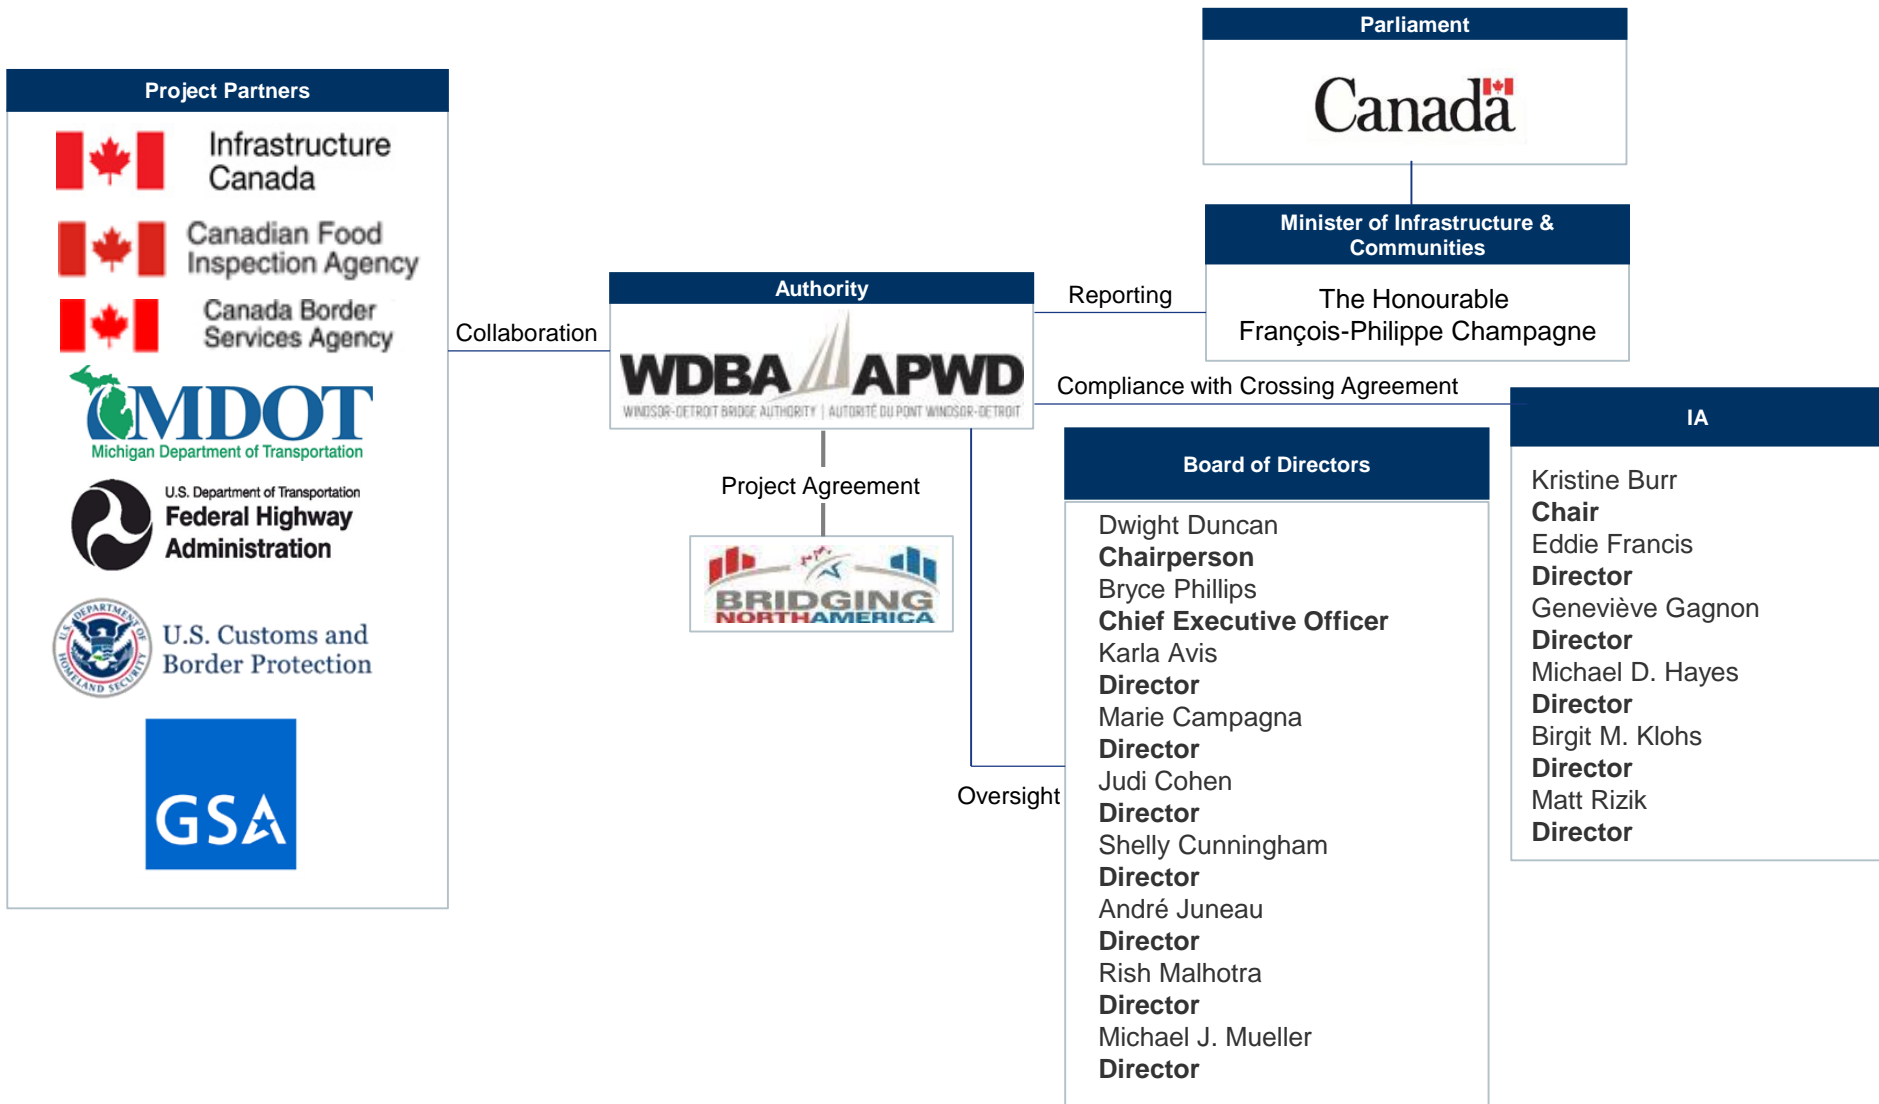 Project Partners
Infrastructure
Canada
Canadian Food
Inspection Agency
Canada Border
Services Agency
MDOT
Michigan Department of Transportation
U.S. Department of Transportation
Federal Highway
Administration
U.S. DEPARTMENT OF
HOMELAND SECURITY
U.S. Customs and
Border Protection
GSA
Collaboration
Authority
WDBA APWD
WINDSOR-DETROIT BRIDGE AUTHORITY | AUTORITÉ DU PONT WINDSOR-DETROIT
Project Agreement
BRIDGING
NORTHAMERICA
Parliament
Canada
Minister of Infrastructure &
Communities
The Honourable
François-Philippe Champagne
Reporting
Compliance with Crossing Agreement
Oversight
Board of Directors
Dwight Duncan
Chairperson
Bryce Phillips
Chief Executive Officer
Karla Avis
Director
Marie Campagna
Director
Judi Cohen
Director
Shelly Cunningham
Director
André Juneau
Director
Rish Malhotra
Director
Michael J. Mueller
Director
IA
Kristine Burr
Chair
Eddie Francis
Director
Geneviève Gagnon
Director
Michael D. Hayes
Director
Birgit M. Klohs
Director
Matt Rizik
Director